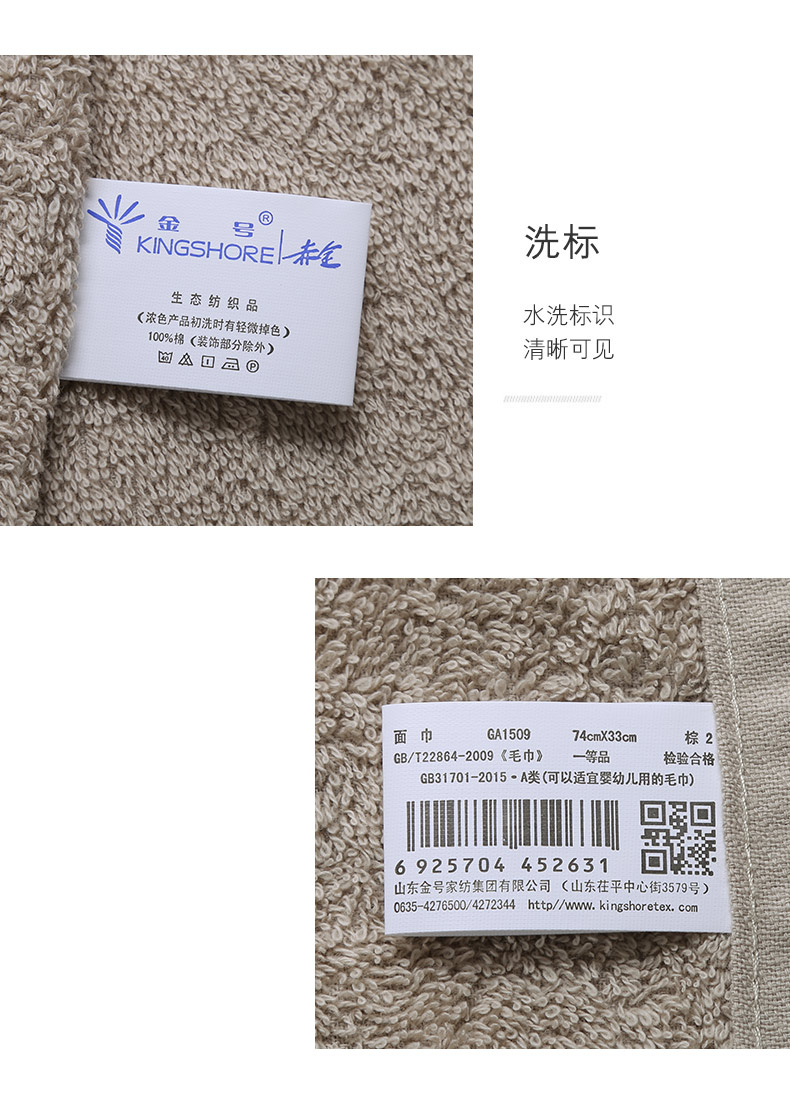 金号®
KINGSHORE 赤金
生态纺织品
(浓色产品初洗时有轻微掉色)
100%棉(装饰部分除外)
40
P
洗标
水洗标识
清晰可见
面巾 GA1509 74cmX33cm 棕2
GB/T22864-2009《毛巾》 一等品 检验合格
GB31701-2015·A类(可以适宜婴幼儿用的毛巾)
6 925704 452631
山东金号家纺集团有限公司 (山东茌平中心街3579号)
0635-4276500/4272344 http//www.kingshoretex.com